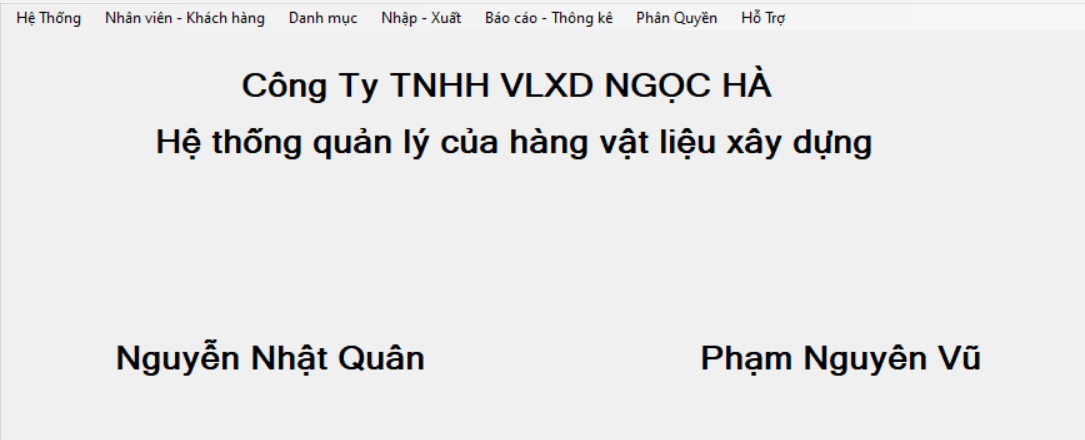 Hệ Thống Nhân viên - Khách hàng Danh mục Nhập - Xuất Báo cáo - Thông kê Phân Quyền Hỗ Trợ
Công Ty TNHH VLXD NGỌC HÀ
Hệ thống quản lý của hàng vật liệu xây dựng
Nguyễn Nhật Quân Phạm Nguyên Vũ